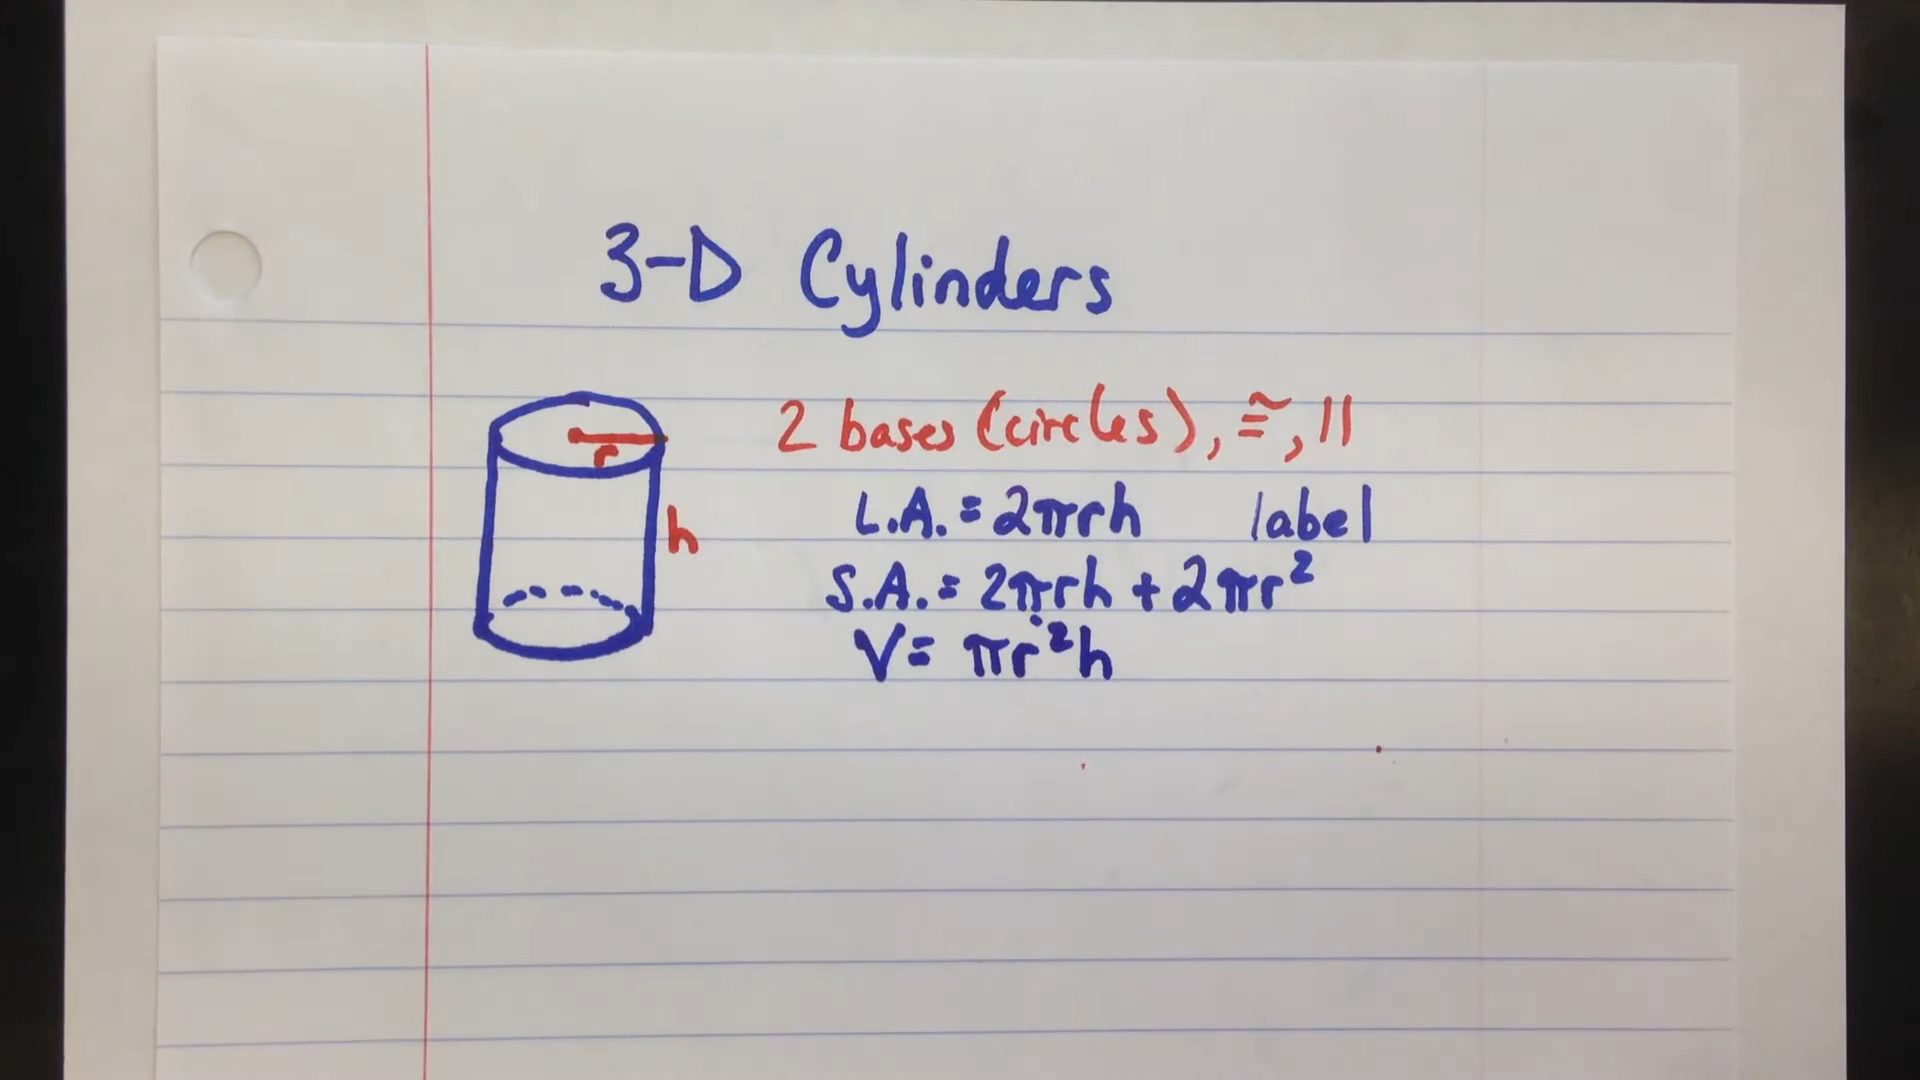 3-D Cylinders
r
h
2 bases (circles), ≅, ||
L.A. = 2πrh label
S.A. = 2πrh + 2πr²
V = πr²h